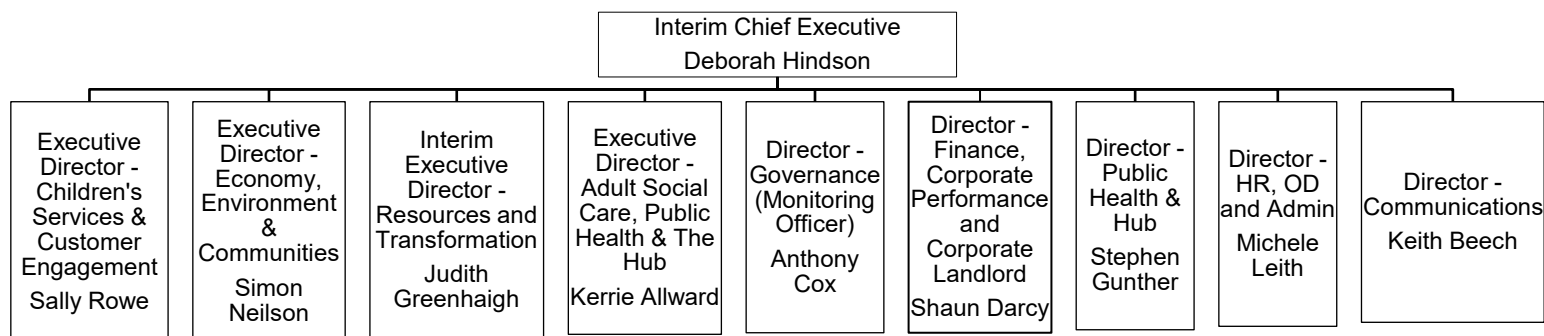 Interim Chief Executive
Deborah Hindson
Executive
Director -
Children's
Services &
Customer
Engagement
Sally Rowe
Executive
Director -
Economy,
Environment
&
Communities
Simon
Neilson
Interim
Executive
Director -
Resources and
Transformation
Judith
Greenhaigh
Executive
Director -
Adult Social
Care, Public
Health & The
Hub
Kerrie Allward
Director -
Governance
(Monitoring
Officer)
Anthony
Cox
Director -
Finance,
Corporate
Performance
and
Corporate
Landlord
Shaun Darcy
Director -
Public
Health &
Hub
Stephen
Gunther
Director -
HR, OD
and Admin
Michele
Leith
Director -
Communications
Keith Beech